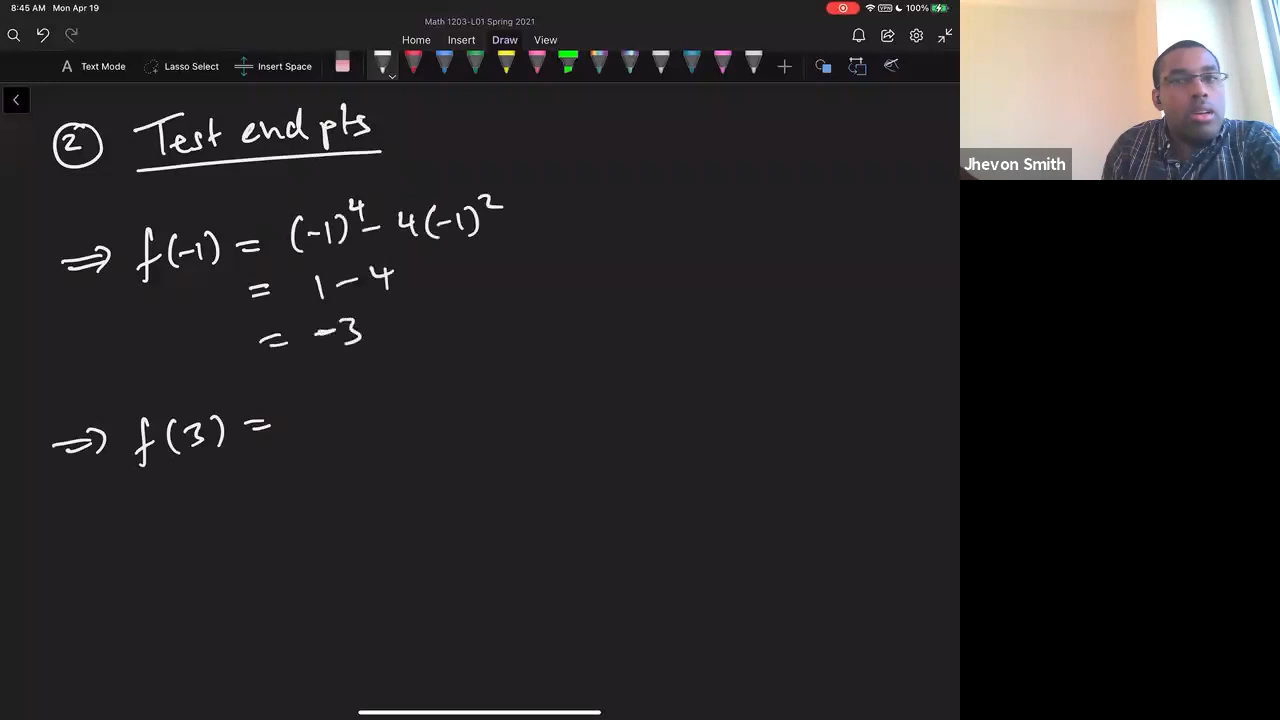 8:45 AM Mon Apr 19
100%
VPN
Math 1203-L01 Spring 2021
Home Insert Draw View
Text Mode Lasso Select Insert Space
② Test end pts
⇒ f(-1) = (-1)⁴ - 4(-1)²
= 1 - 4
= -3
⇒ f(3) =
Jhevon Smith